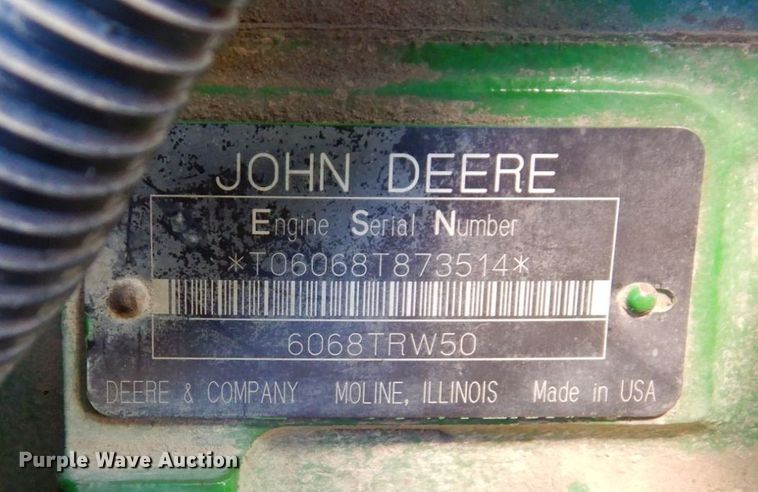 JOHN DEERE
Engine Serial Number
*T06068T873514*
6068TRW50
DEERE & COMPANY MOLINE, ILLINOIS Made in USA
Purple Wave Auction